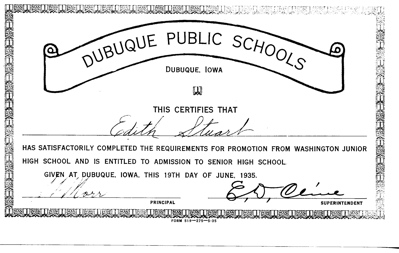 DUBUQUE PUBLIC SCHOOLS
DUBUQUE, IOWA
THIS CERTIFIES THAT
Edith Stuart
HAS SATISFACTORILY COMPLETED THE REQUIREMENTS FOR PROMOTION FROM WASHINGTON JUNIOR
HIGH SCHOOL AND IS ENTITLED TO ADMISSION TO SENIOR HIGH SCHOOL.
GIVEN AT DUBUQUE, IOWA, THIS 19TH DAY OF JUNE, 1935.
PRINCIPAL
SUPERINTENDENT